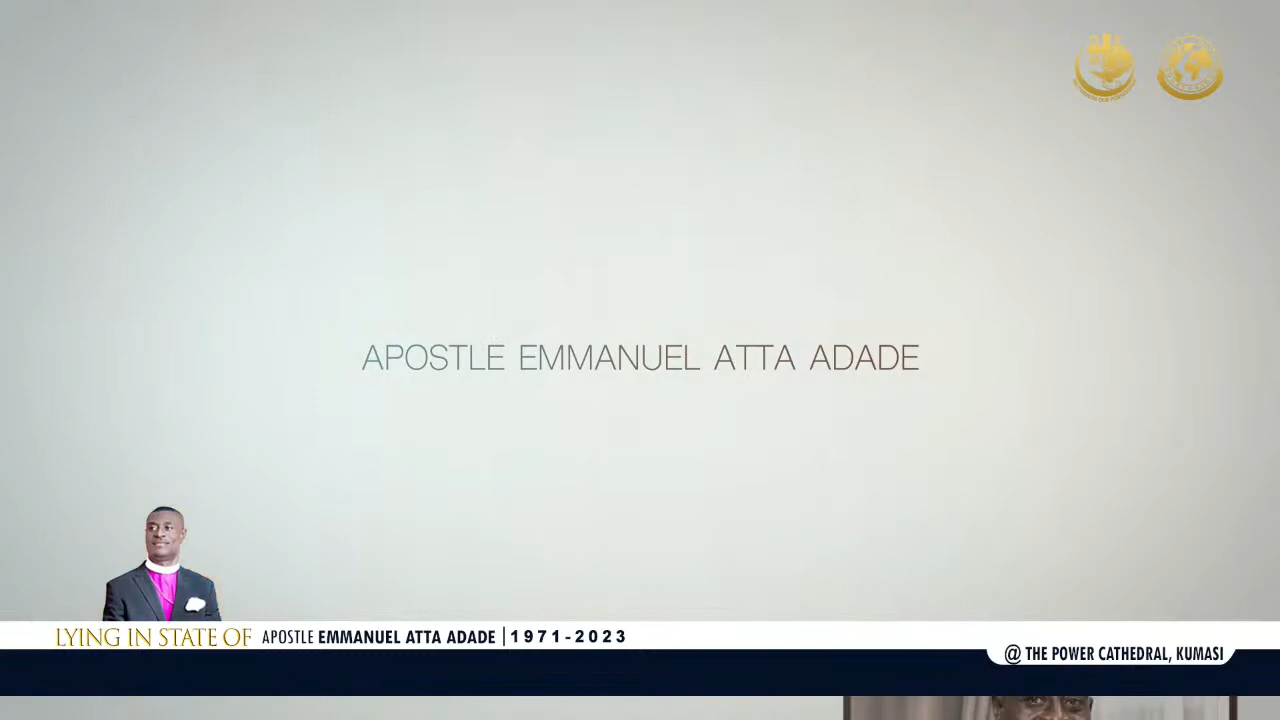 APOSTLE EMMANUEL ATTA ADADE
LYING IN STATE OF APOSTLE EMMANUEL ATTA ADADE | 1971-2023
@ THE POWER CATHEDRAL, KUMASI